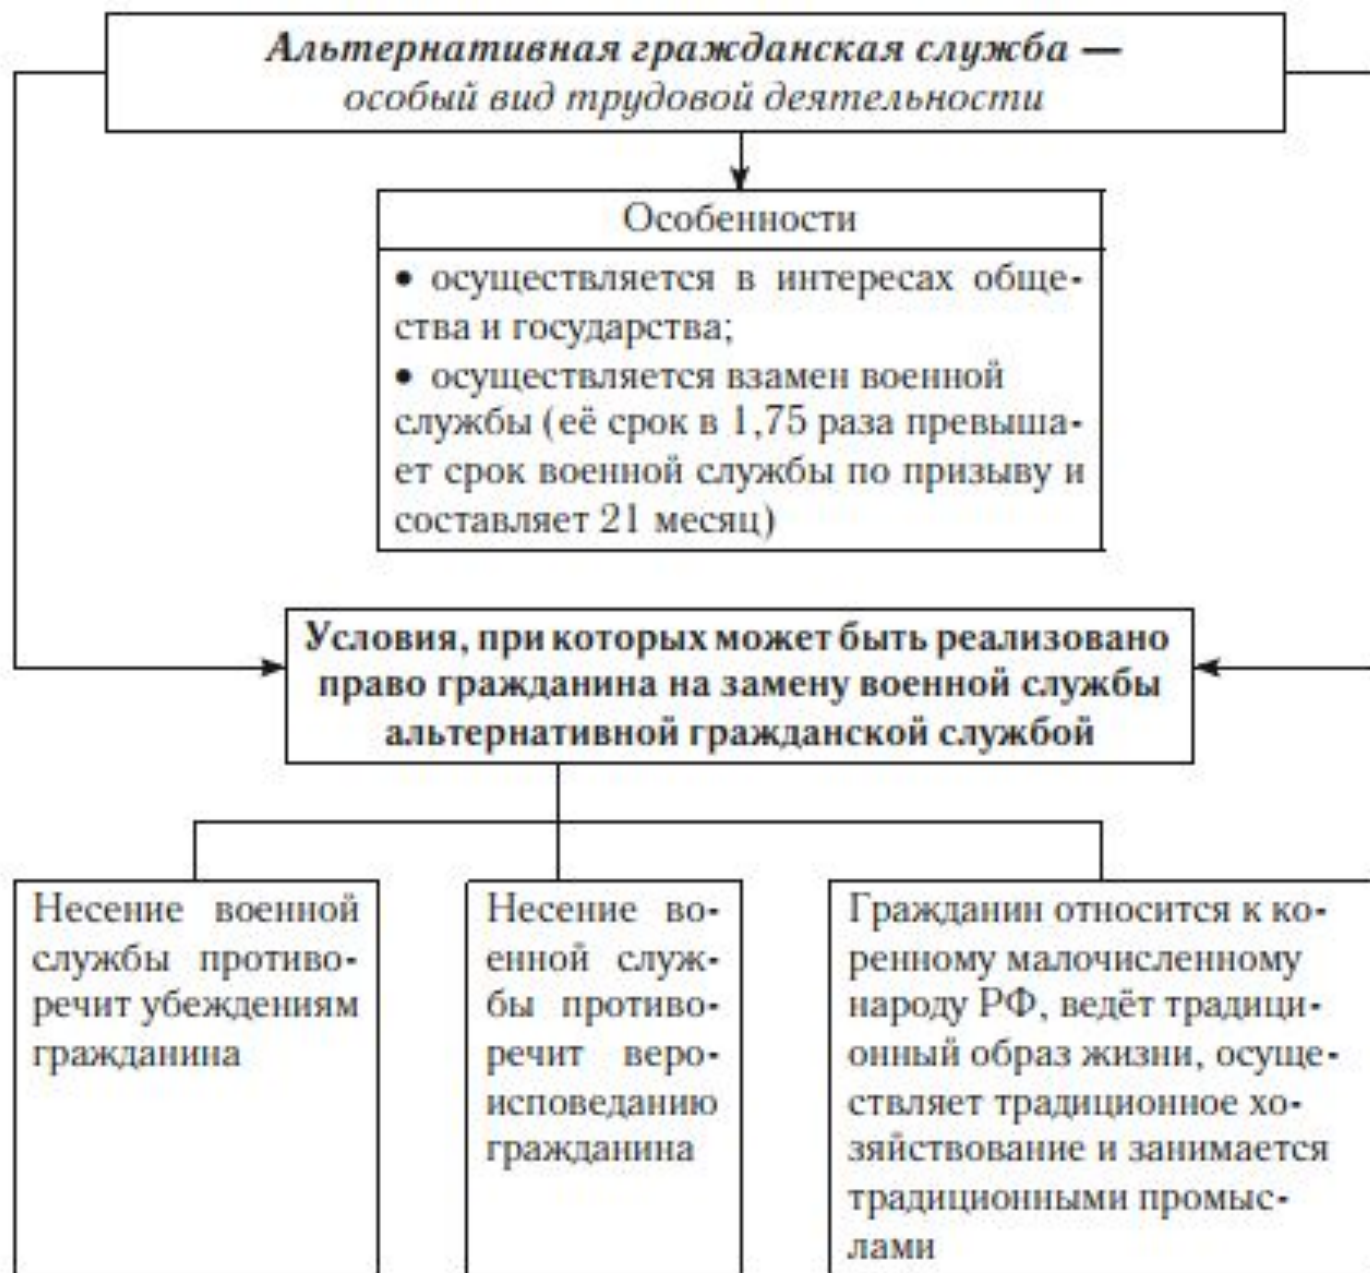 Альтернативная гражданская служба —
особый вид трудовой деятельности
Особенности
• осуществляется в интересах обще-
ства и государства;
• осуществляется взамен военной
службы (её срок в 1,75 раза превыша-
ет срок военной службы по призыву и
составляет 21 месяц)
Условия, при которых может быть реализовано
право гражданина на замену военной службы
альтернативной гражданской службой
Несение военной
службы противо-
речит убеждениям
гражданина
Несение во-
енной служ-
бы противо-
речит веро-
исповеданию
гражданина
Гражданин относится к ко-
ренному малочисленному
народу РФ, ведёт традици-
онный образ жизни, осуще-
ствляет традиционное хо-
зяйствование и занимается
традиционными промыс-
лами